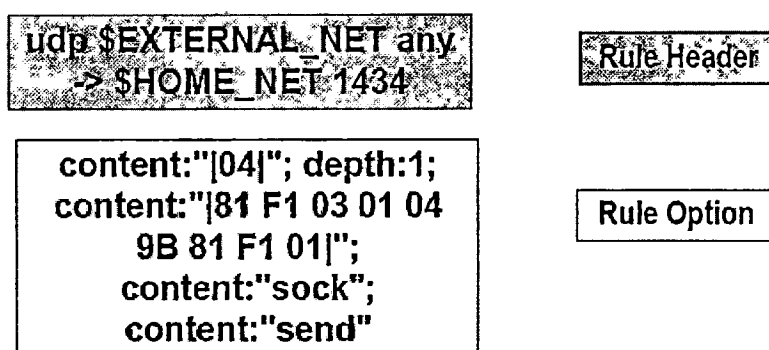 udp $EXTERNAL_NET any
-> $HOME_NET 1434
Rule Header
content:"|04|"; depth:1;
content:"|81 F1 03 01 04
9B 81 F1 01|";
content:"sock";
content:"send"
Rule Option